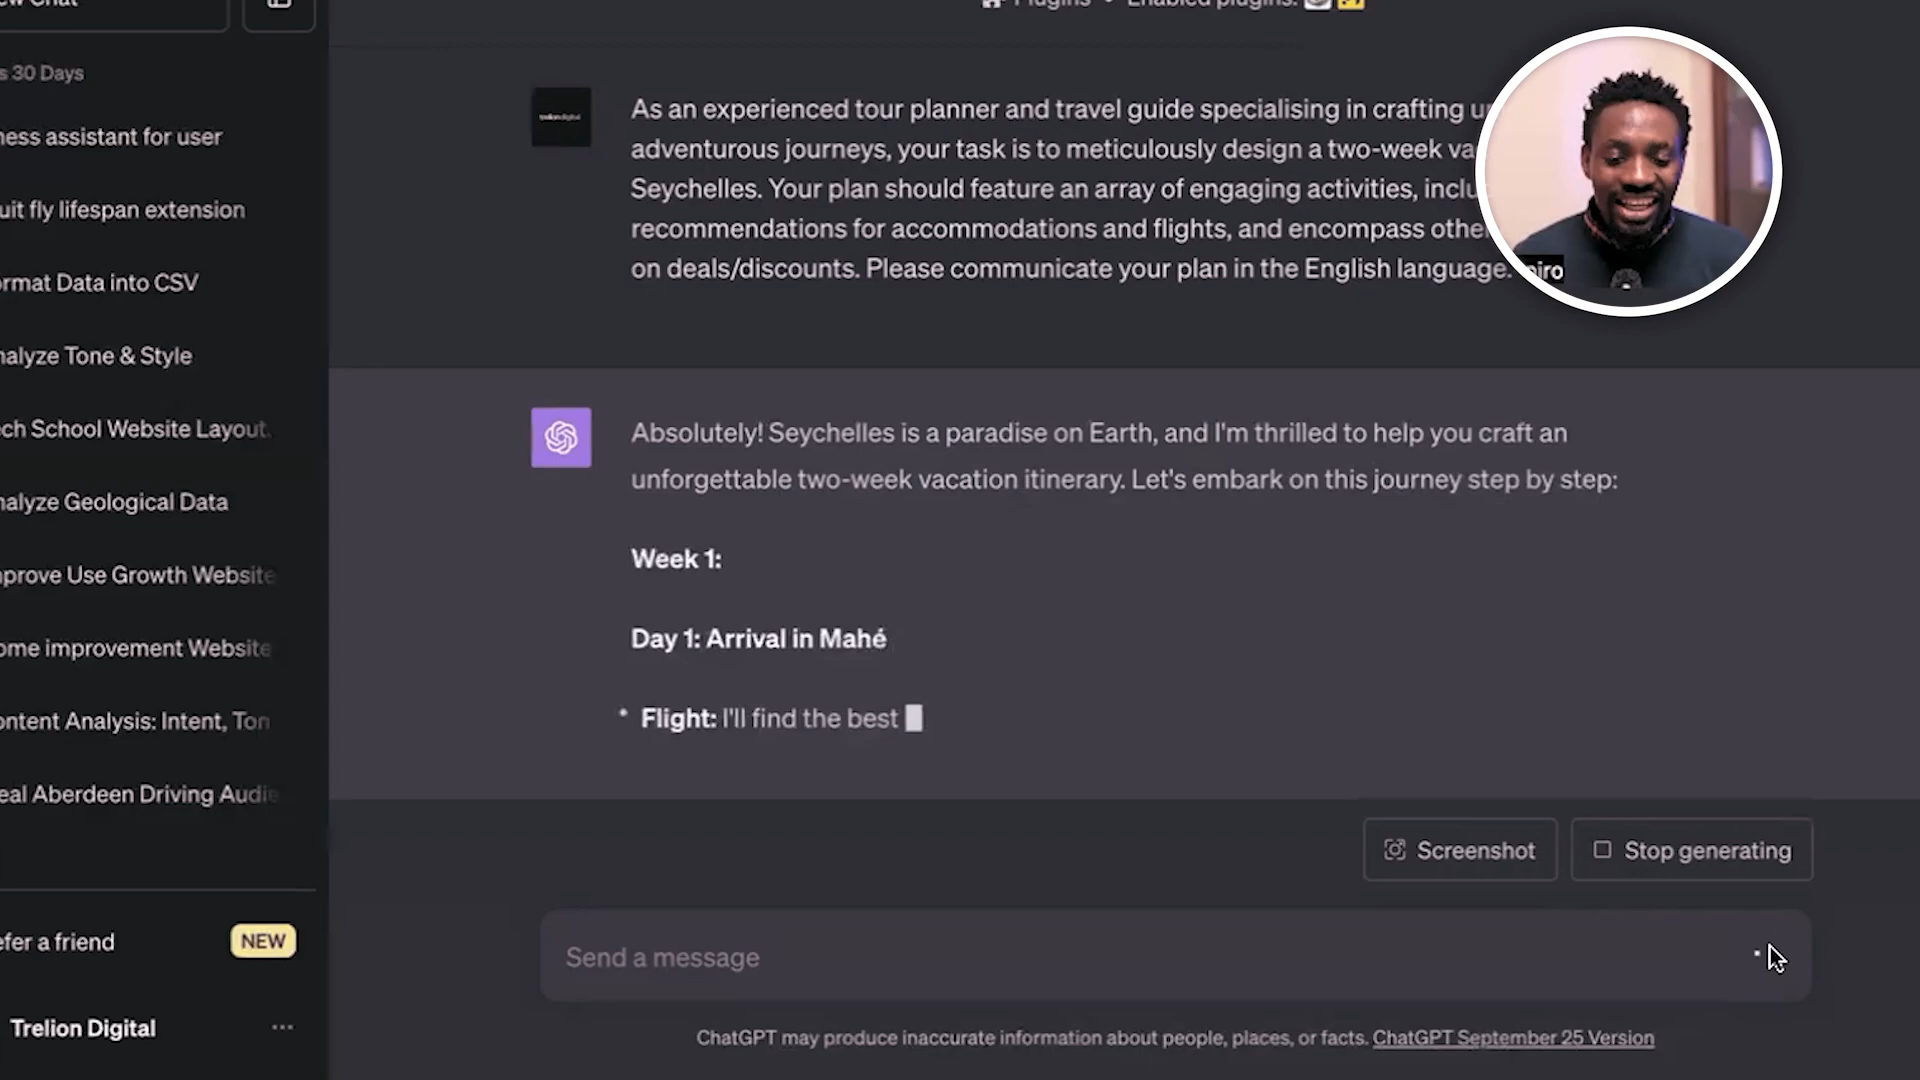 Plugins
Enabled plugins:
s 30 Days
As an experienced tour planner and travel guide specialising in crafting u
adventurous journeys, your task is to meticulously design a two-week va
Seychelles. Your plan should feature an array of engaging activities, inclu
recommendations for accommodations and flights, and encompass othe
on deals/discounts. Please communicate your plan in the English language.
ness assistant for user
uit fly lifespan extension
ormat Data into CSV
nalyze Tone & Style
ch School Website Layout.
nalyze Geological Data
prove Use Growth Website
ome improvement Website
ontent Analysis: Intent, Ton
eal Aberdeen Driving Audie
efer a friend
NEW
Trelion Digital
Absolutely! Seychelles is a paradise on Earth, and I'm thrilled to help you craft an
unforgettable two-week vacation itinerary. Let's embark on this journey step by step:
Week 1:
Day 1: Arrival in Mahé
• Flight: I'll find the best
Screenshot
Stop generating
Send a message
ChatGPT may produce inaccurate information about people, places, or facts. ChatGPT September 25 Version